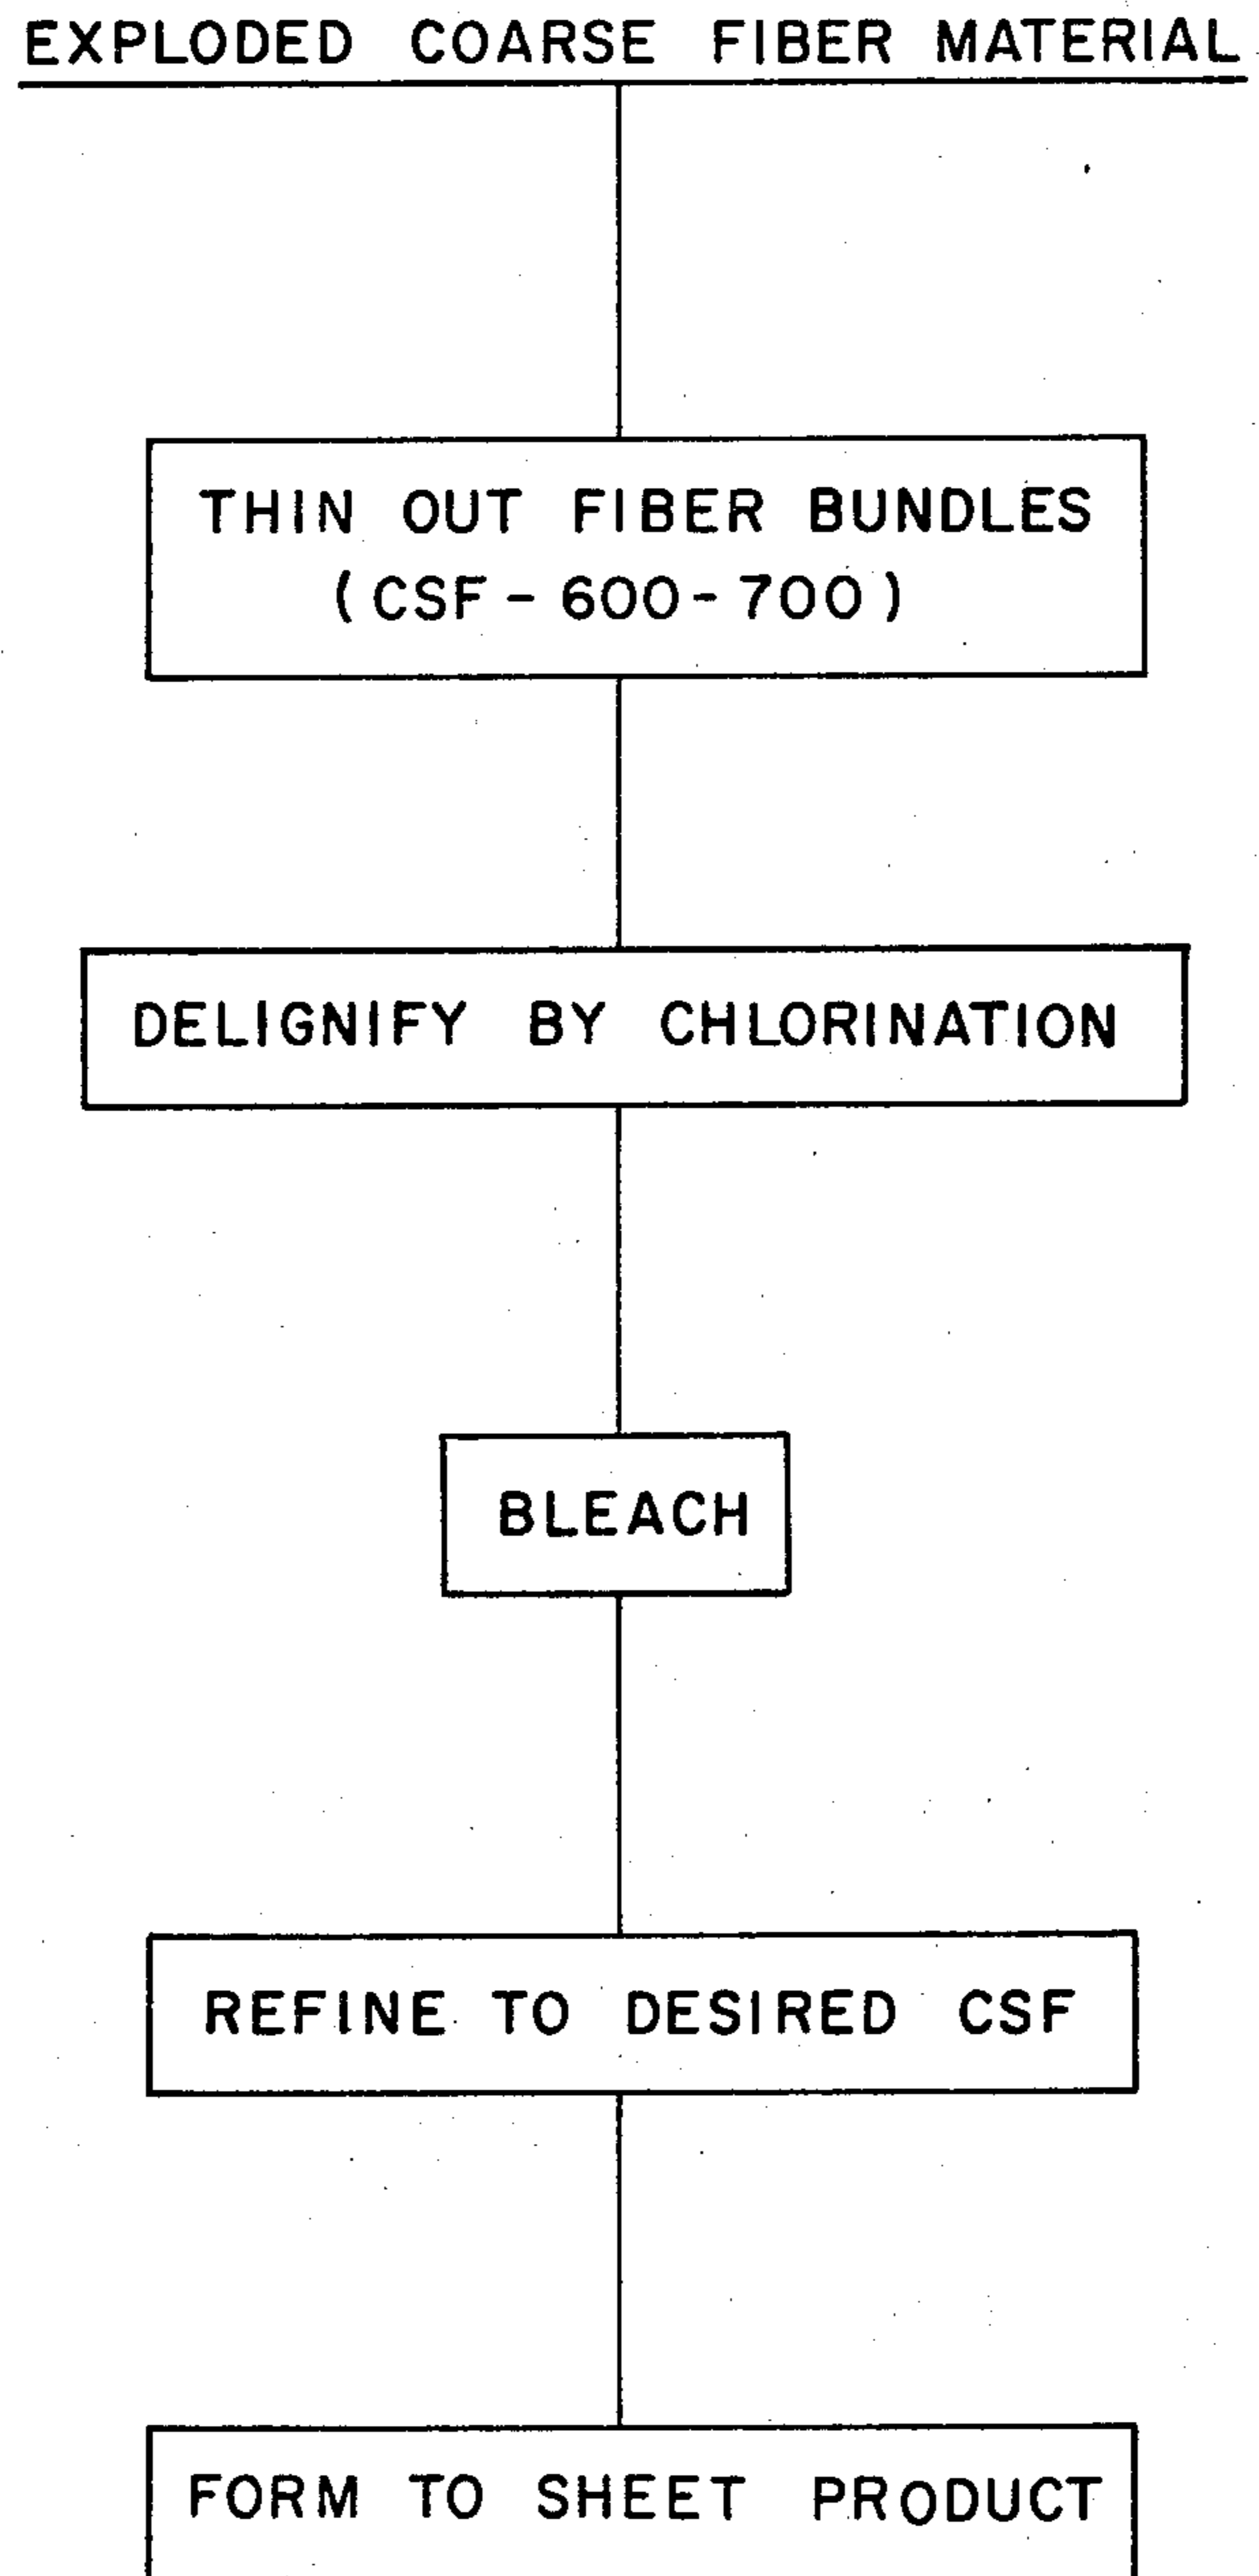 EXPLODED COARSE FIBER MATERIAL
THIN OUT FIBER BUNDLES
(CSF-600-700)
DELIGNIFY BY CHLORINATION
BLEACH
REFINE TO DESIRED CSF
FORM TO SHEET PRODUCT